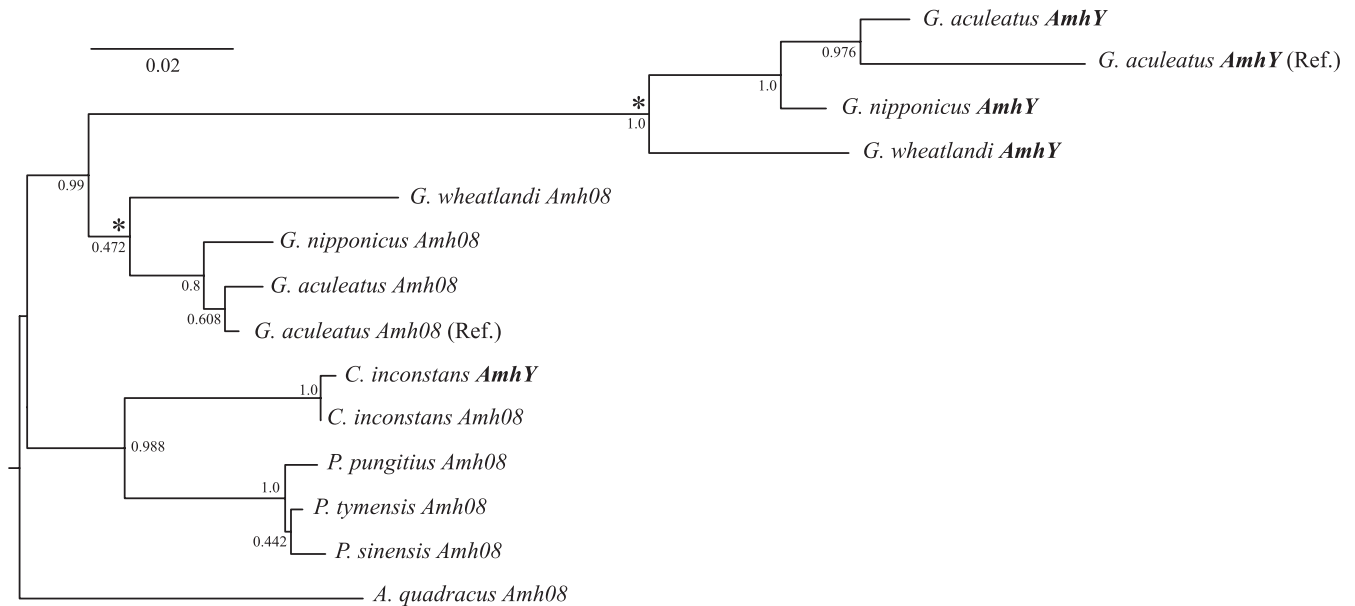 G. aculeatus AmhY
0.976
0.02
G. aculeatus AmhY (Ref.)
1.0
*
G. nipponicus AmhY
1.0
G. wheatlandi AmhY
0.99
G. wheatlandi Amh08
*
0.472
G. nipponicus Amh08
0.8
G. aculeatus Amh08
0.608
G. aculeatus Amh08 (Ref.)
C. inconstans AmhY
1.0
C. inconstans Amh08
0.988
P. pungitius Amh08
1.0
P. tymensis Amh08
0.442
P. sinensis Amh08
A. quadracus Amh08